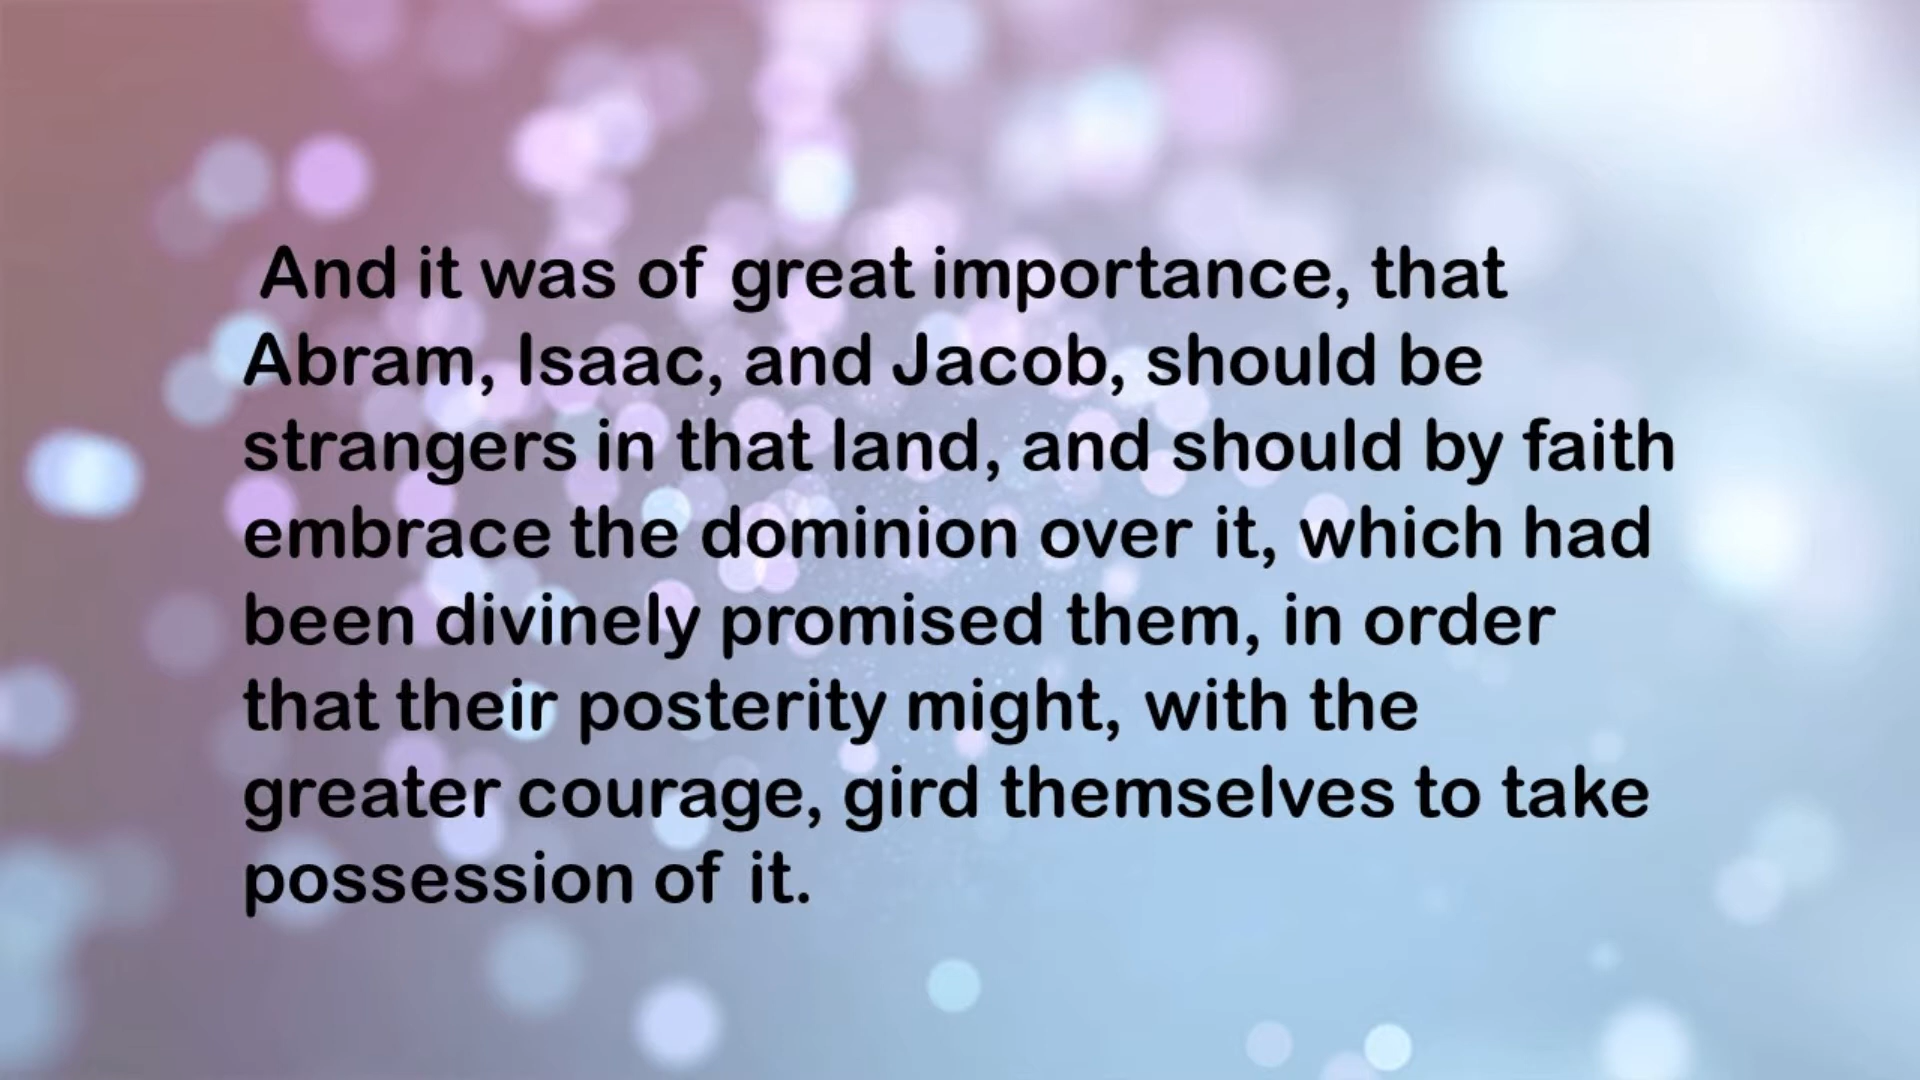 And it was of great importance, that
Abram, Isaac, and Jacob, should be
strangers in that land, and should by faith
embrace the dominion over it, which had
been divinely promised them, in order
that their posterity might, with the
greater courage, gird themselves to take
possession of it.